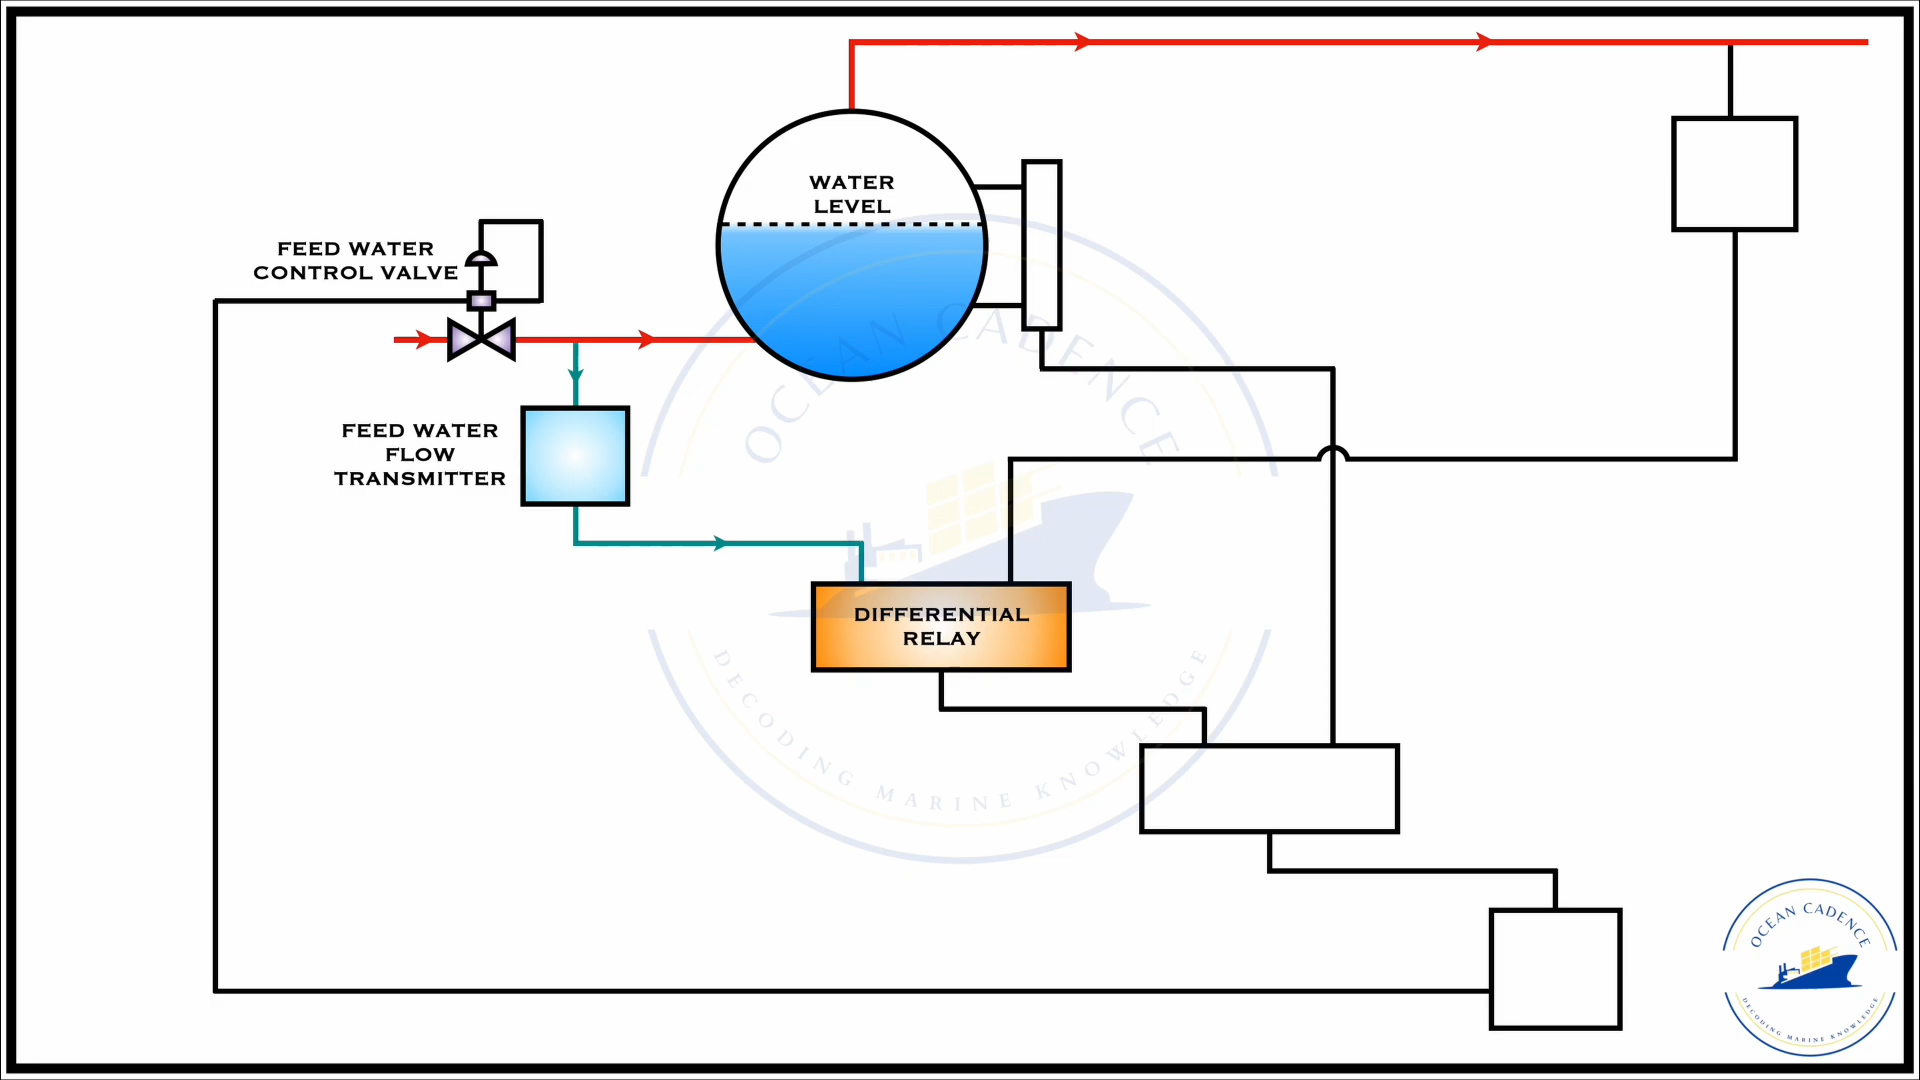 WATER
LEVEL
FEED WATER
CONTROL VALVE
OCEAN CADENCE
FEED WATER
FLOW
TRANSMITTER
DIFFERENTIAL
RELAY
DECODING MARINE KNOWLEDGE
OCEAN CADENCE
DECODING MARINE KNOWLEDGE